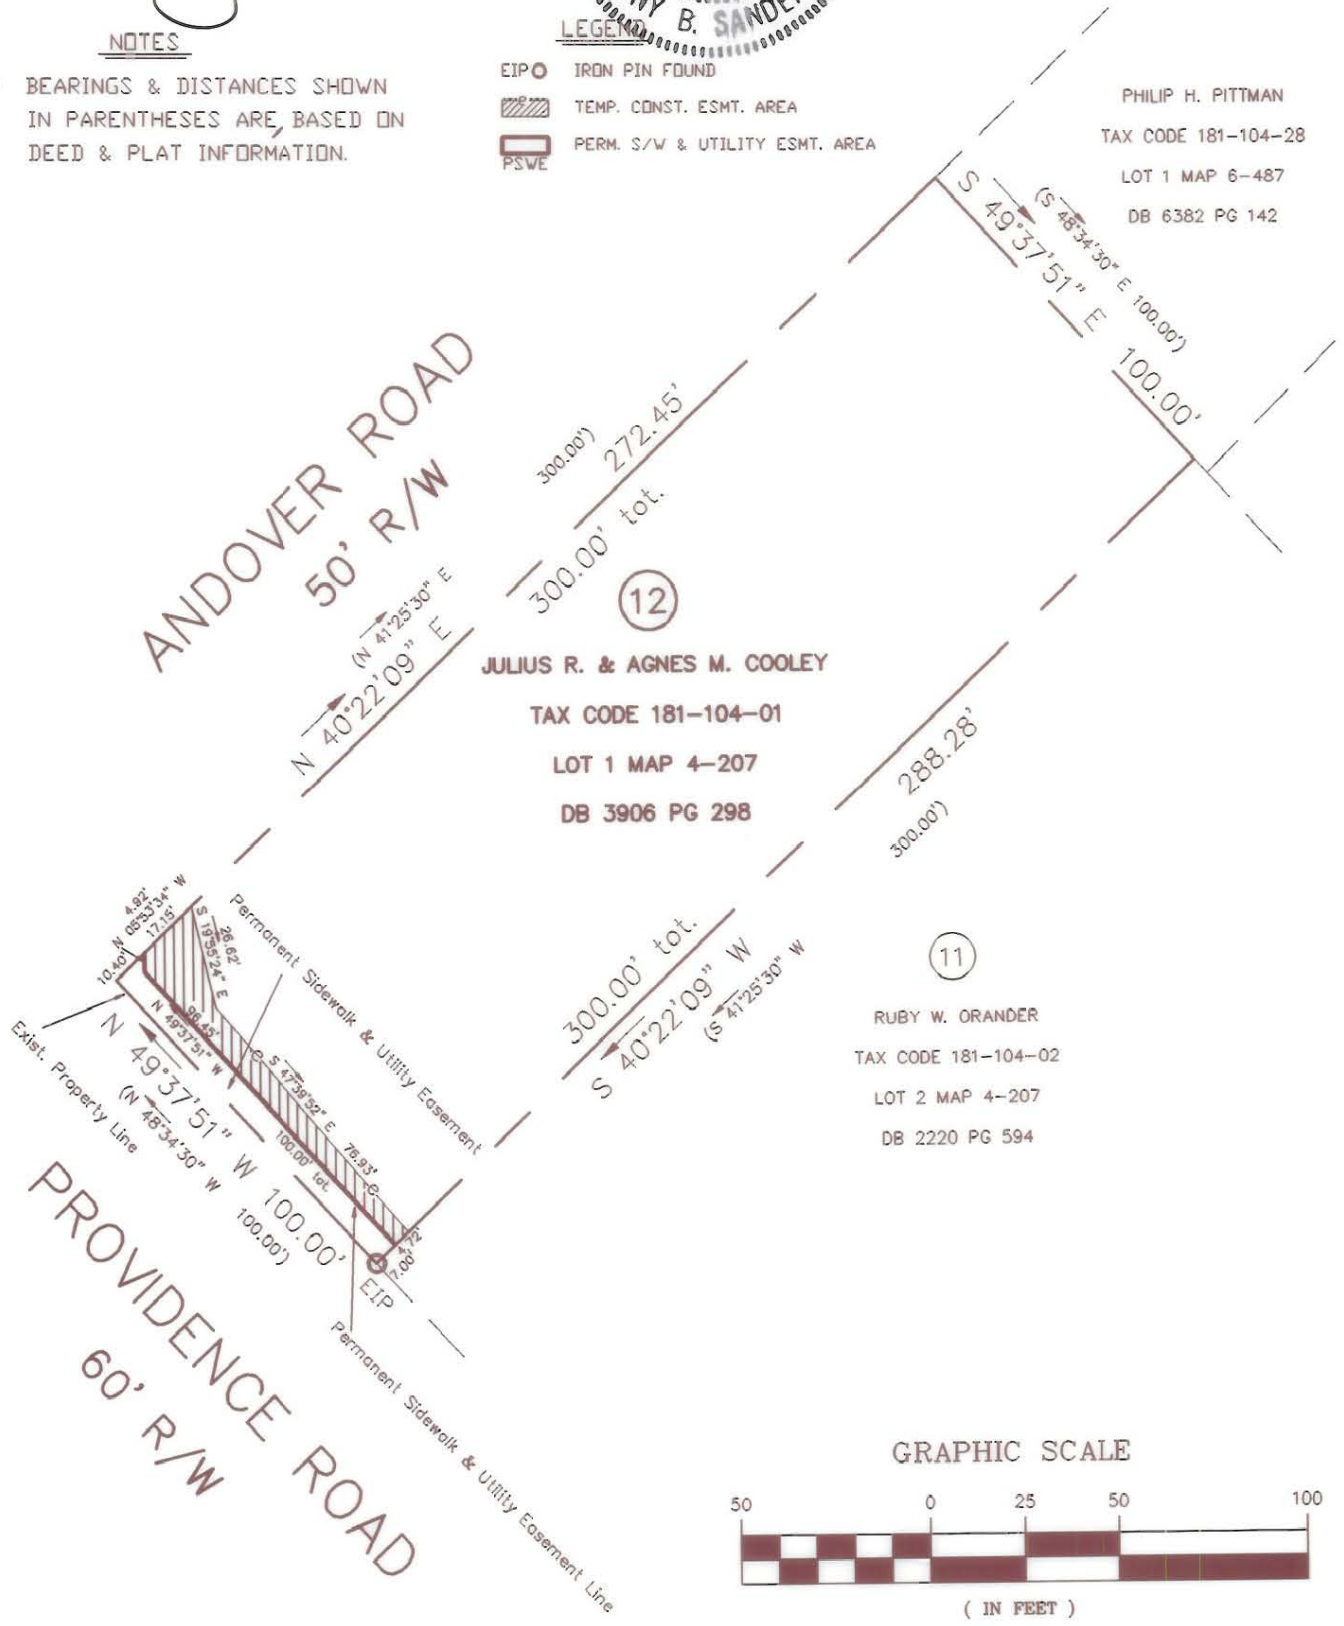 NY B. SANDE
NOTES
BEARINGS & DISTANCES SHOWN
IN PARENTHESES ARE, BASED ON
DEED & PLAT INFORMATION.
LEGEND
EIP IRON PIN FOUND
TEMP. CONST. ESMT. AREA
PERM. S/W & UTILITY ESMT. AREA
PSWE
PHILIP H. PITTMAN
TAX CODE 181-104-28
LOT 1 MAP 6-487
DB 6382 PG 142
S 49°37'51" E 100.00'
(S 48°34'30" E 100.00')
ANDOVER ROAD
50' R/W
300.00')
272.45'
300.00' tot.
(N 41°25'30" E
N 40°22'09" E
12
JULIUS R. & AGNES M. COOLEY
TAX CODE 181-104-01
LOT 1 MAP 4-207
DB 3906 PG 298
288.28'
300.00')
300.00' tot.
S 40°22'09" W
(S 41°25'30" W
11
RUBY W. ORANDER
TAX CODE 181-104-02
LOT 2 MAP 4-207
DB 2220 PG 594
4.92'
N 05°53'34" W
17.15'
10.40'
S 19°55'24" E
26.62'
Permanent Sidewalk & Utility Easement
Exist. Property Line
96.45'
N 49°37'51" W
e S 47°39'52" E 76.93' e
100.00' tot.
N 49°37'51" W 100.00'
(N 48°34'30" W
100.00')
4.72'
7.00'
EIP
Permanent Sidewalk & Utility Easement Line
PROVIDENCE ROAD
60' R/W
GRAPHIC SCALE
50 0 25 50 100
( IN FEET )